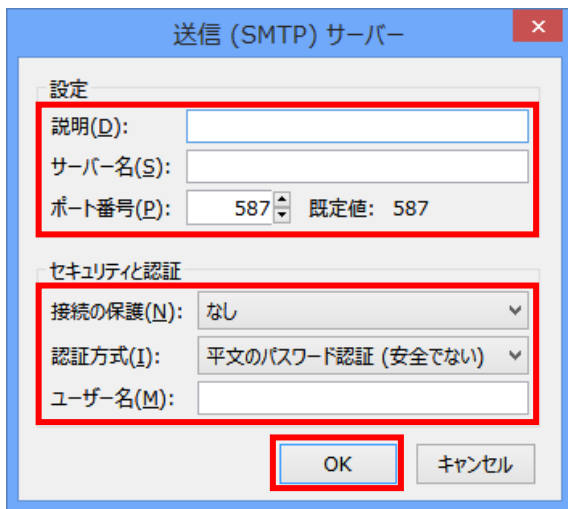 送信 (SMTP) サーバー
設定
説明(D):
サーバー名(S):
ポート番号(P): 587 既定値: 587
セキュリティと認証
接続の保護(N): なし
認証方式(I): 平文のパスワード認証 (安全でない)
ユーザー名(M):
OK キャンセル